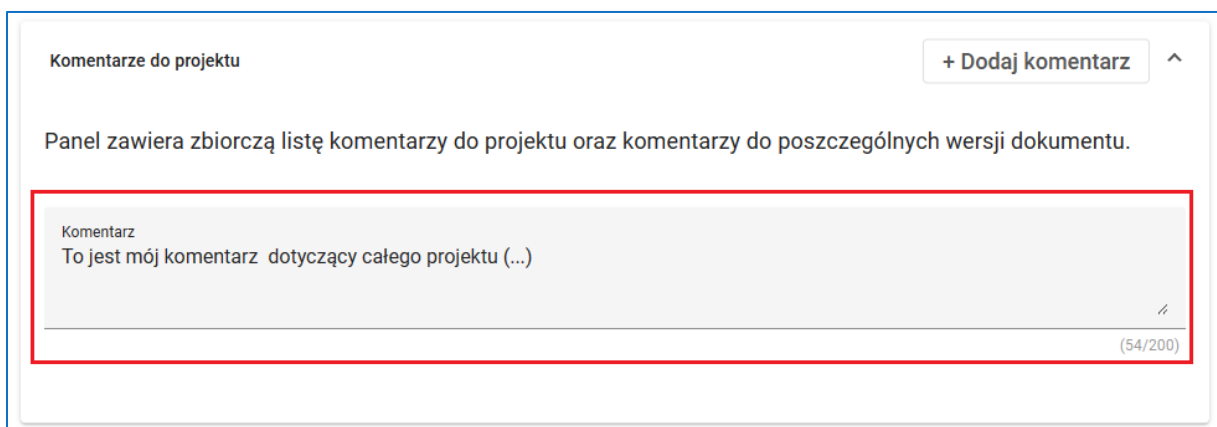 Komentarze do projektu
+ Dodaj komentarz
Panel zawiera zbiorczą listę komentarzy do projektu oraz komentarzy do poszczególnych wersji dokumentu.
Komentarz
To jest mój komentarz  dotyczący całego projektu (...)
(54/200)